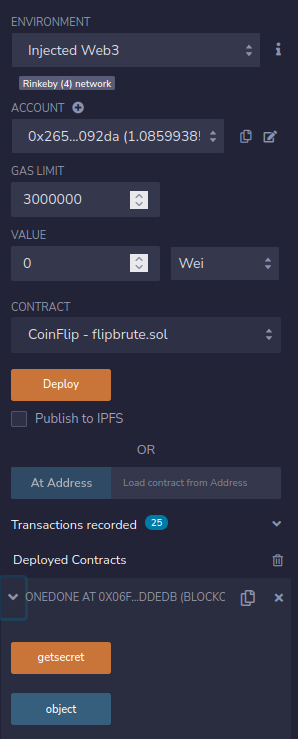 ENVIRONMENT
Injected Web3
Rinkeby (4) network
ACCOUNT
0x265...092da (1.0859938
GAS LIMIT
3000000
VALUE
0 Wei
CONTRACT
CoinFlip - flipbrute.sol
Deploy
Publish to IPFS
OR
At Address Load contract from Address
Transactions recorded 25
Deployed Contracts
ONEDONE AT 0X06F...DDEDB (BLOCKC
getsecret
object